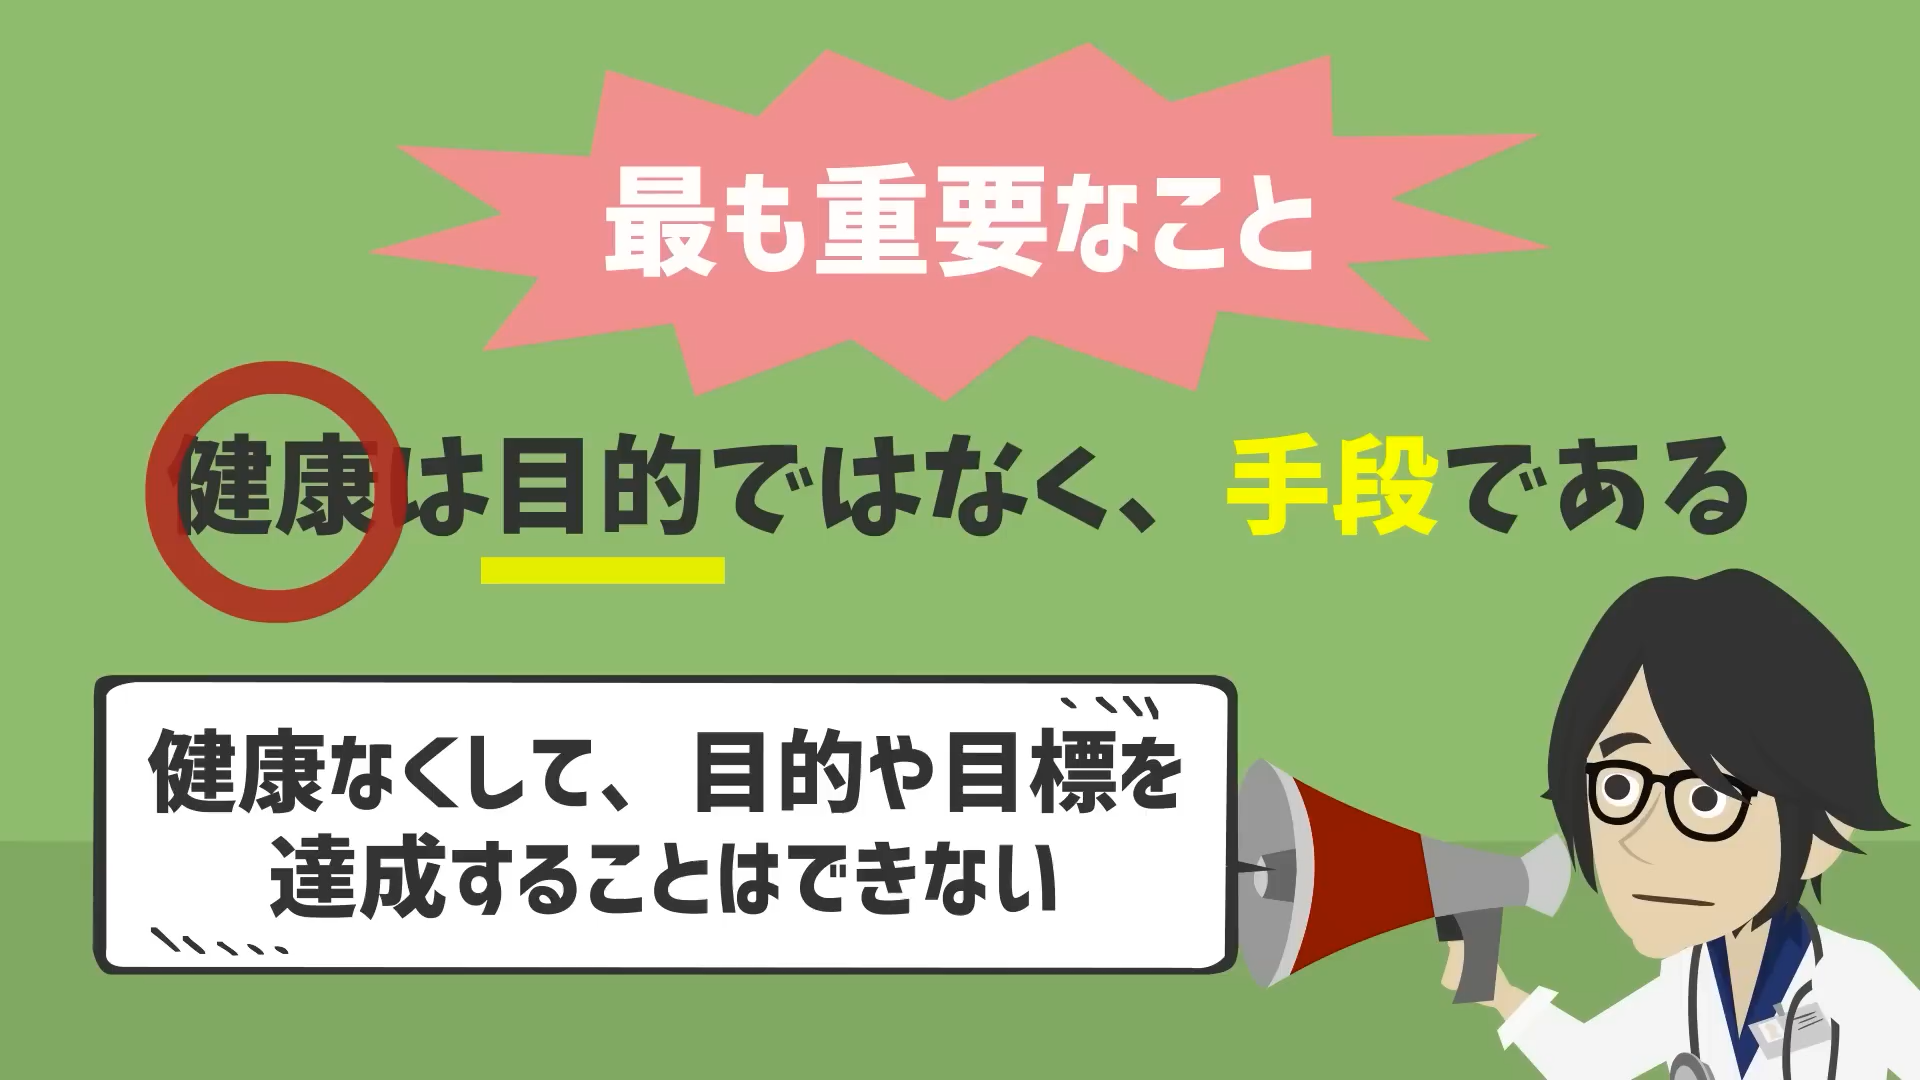 最も重要なこと
健康は目的ではなく、手段である
健康なくして、目的や目標を
達成することはできない